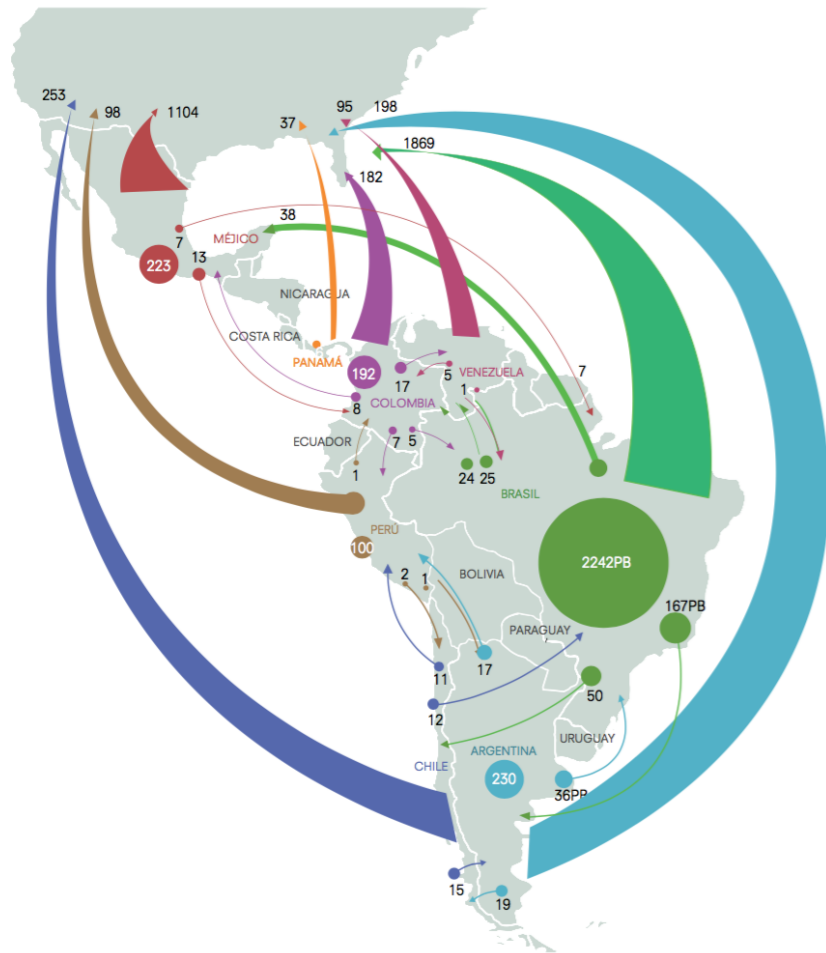 253
98
1104
37
95
198
1869
182
38
7
MÉJICO
13
223
NICARAGUA
COSTA RICA
PANAMÁ
192
17
5
VENEZUELA
7
1
8
COLOMBIA
ECUADOR
7
5
1
24
25
BRASIL
PERÚ
100
2242PB
2
1
BOLIVIA
167PB
PARAGUAY
11
17
50
12
URUGUAY
ARGENTINA
CHILE
230
36PB
15
19